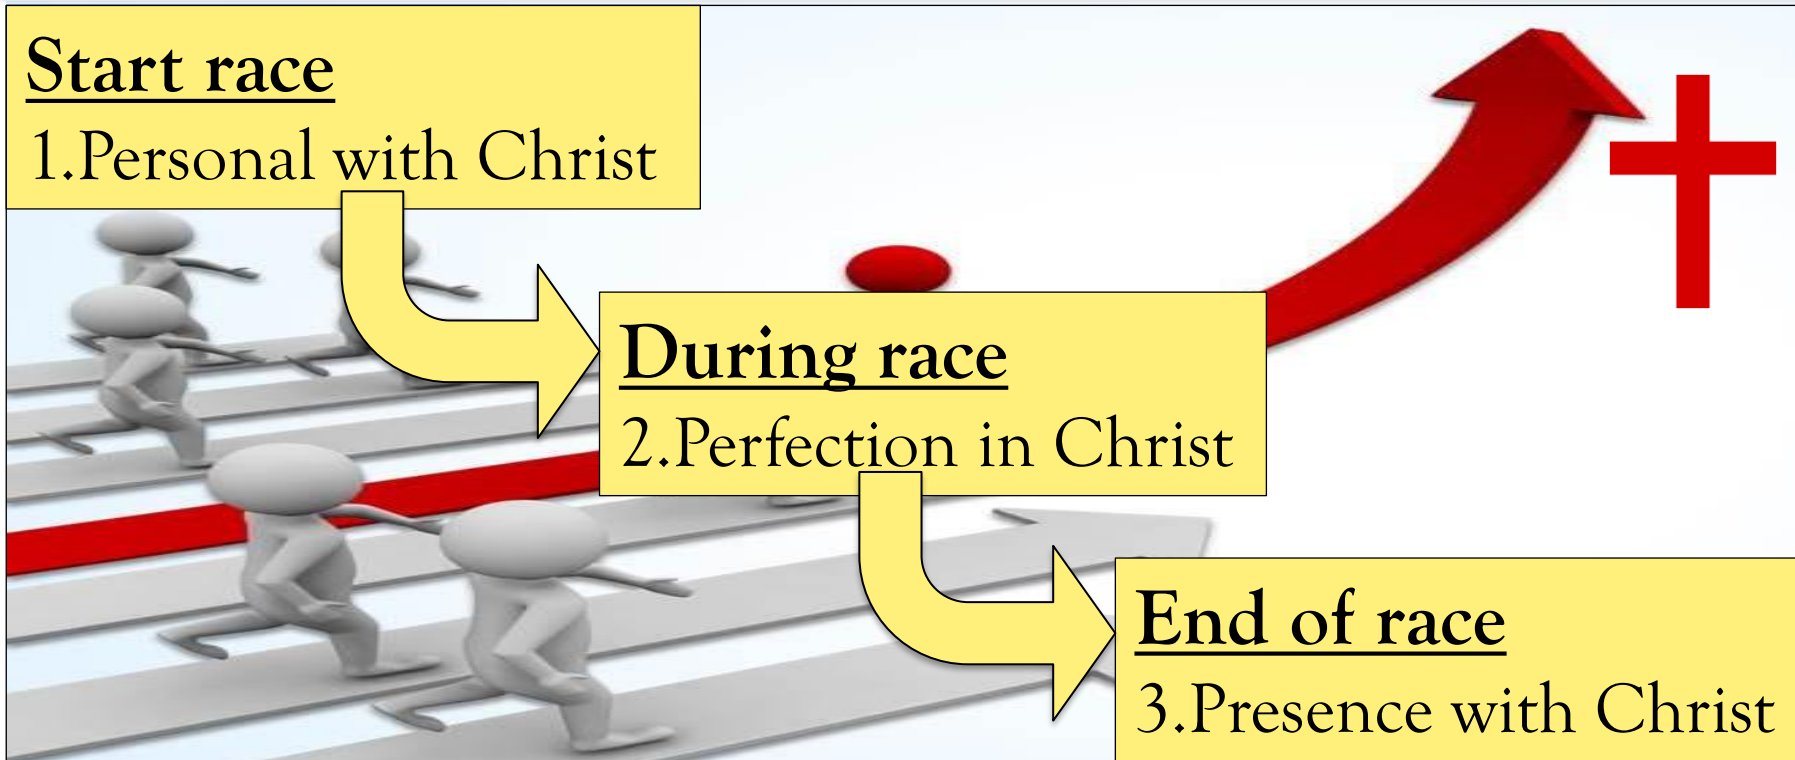 Start race
1.Personal with Christ
During race
2.Perfection in Christ
End of race
3.Presence with Christ